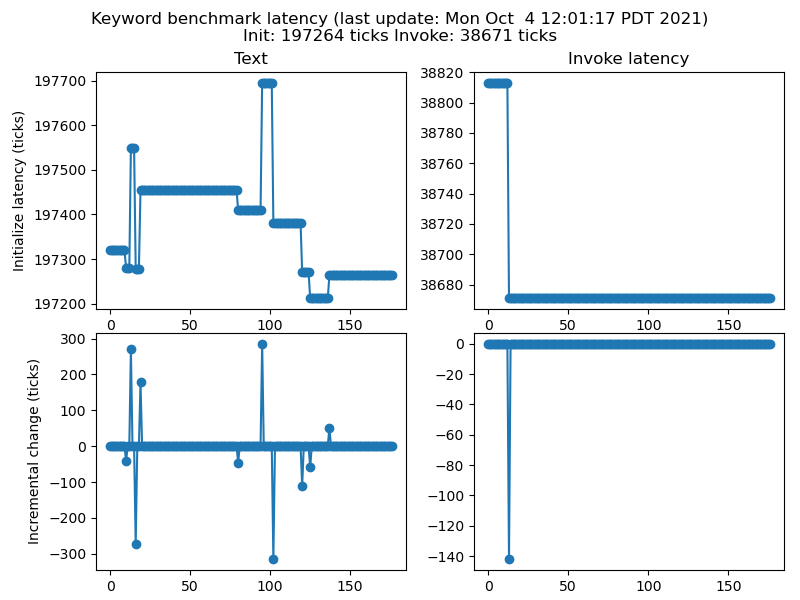 Keyword benchmark latency (last update: Mon Oct  4 12:01:17 PDT 2021)
Init: 197264 ticks Invoke: 38671 ticks
Text
Invoke latency
Initialize latency (ticks)
197700
197600
197500
197400
197300
197200
0 50 100 150
38820
38800
38780
38760
38740
38720
38700
38680
0 50 100 150
Incremental change (ticks)
300
200
100
0
−100
−200
−300
0 50 100 150
0
−20
−40
−60
−80
−100
−120
−140
0 50 100 150